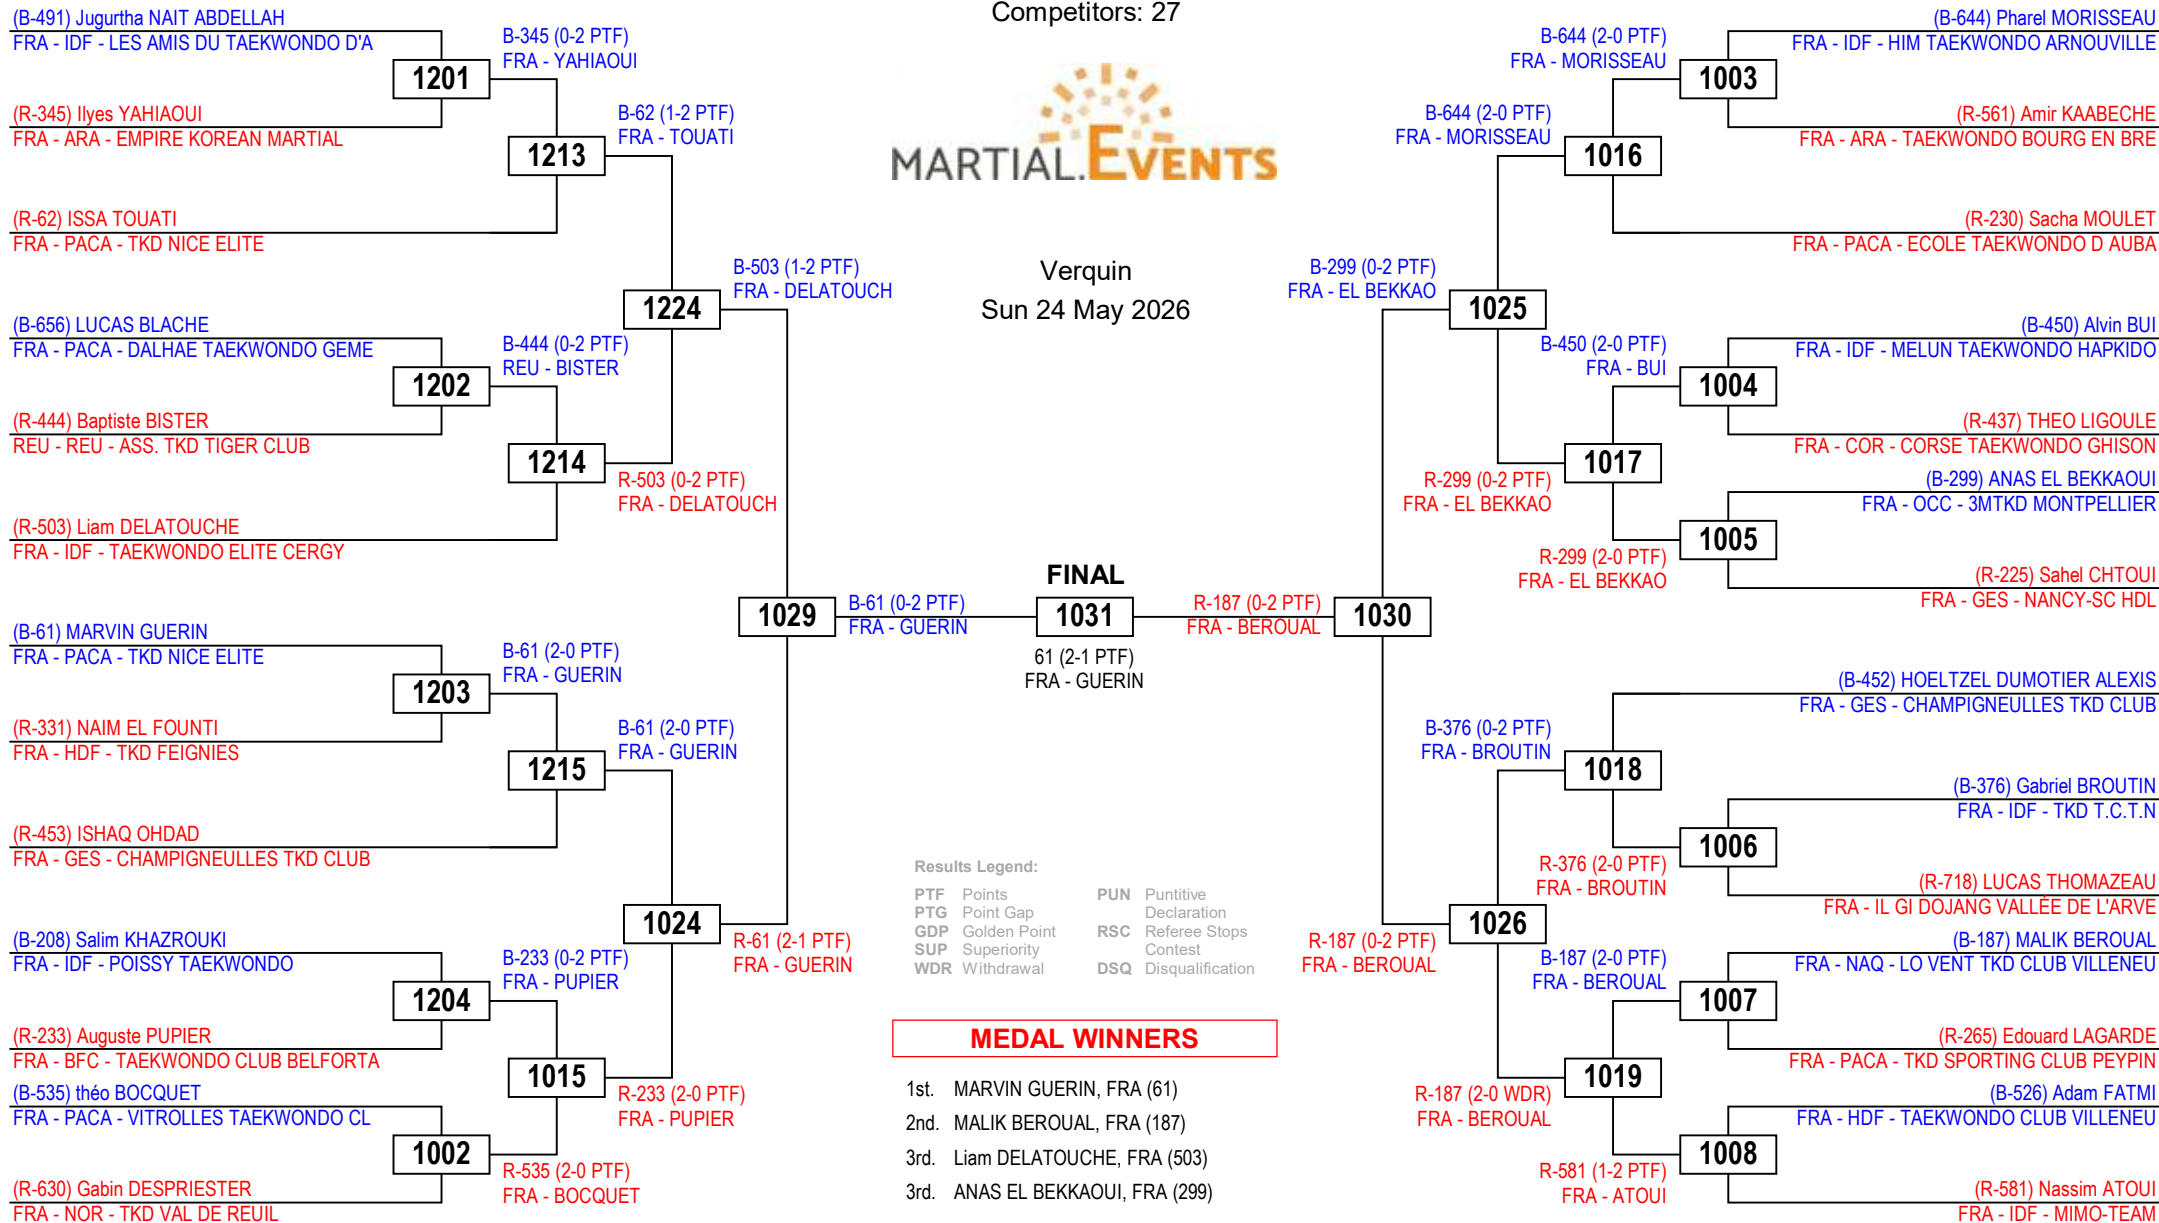 Competitors: 27
MARTIAL.EVENTS
Verquin
Sun 24 May 2026
(B-491) Jugurtha NAIT ABDELLAH
FRA - IDF - LES AMIS DU TAEKWONDO D'A
1201
(R-345) Ilyes YAHIAOUI
FRA - ARA - EMPIRE KOREAN MARTIAL
B-345 (0-2 PTF)
FRA - YAHIAOUI
1213
(R-62) ISSA TOUATI
FRA - PACA - TKD NICE ELITE
B-62 (1-2 PTF)
FRA - TOUATI
1224
B-503 (1-2 PTF)
FRA - DELATOUCH
(B-656) LUCAS BLACHE
FRA - PACA - DALHAE TAEKWONDO GEME
1202
(R-444) Baptiste BISTER
REU - REU - ASS. TKD TIGER CLUB
B-444 (0-2 PTF)
REU - BISTER
1214
(R-503) Liam DELATOUCHE
FRA - IDF - TAEKWONDO ELITE CERGY
R-503 (0-2 PTF)
FRA - DELATOUCH
1029
B-61 (0-2 PTF)
FRA - GUERIN
(B-61) MARVIN GUERIN
FRA - PACA - TKD NICE ELITE
1203
(R-331) NAIM EL FOUNTI
FRA - HDF - TKD FEIGNIES
B-61 (2-0 PTF)
FRA - GUERIN
1215
(R-453) ISHAQ OHDAD
FRA - GES - CHAMPIGNEULLES TKD CLUB
B-61 (2-0 PTF)
FRA - GUERIN
1024
R-61 (2-1 PTF)
FRA - GUERIN
(B-208) Salim KHAZROUKI
FRA - IDF - POISSY TAEKWONDO
1204
(R-233) Auguste PUPIER
FRA - BFC - TAEKWONDO CLUB BELFORTA
B-233 (0-2 PTF)
FRA - PUPIER
1015
R-233 (2-0 PTF)
FRA - PUPIER
(B-535) théo BOCQUET
FRA - PACA - VITROLLES TAEKWONDO CL
1002
(R-630) Gabin DESPRIESTER
FRA - NOR - TKD VAL DE REUIL
R-535 (2-0 PTF)
FRA - BOCQUET
FINAL
1031
61 (2-1 PTF)
FRA - GUERIN
(B-644) Pharel MORISSEAU
FRA - IDF - HIM TAEKWONDO ARNOUVILLE
1003
(R-561) Amir KAABECHE
FRA - ARA - TAEKWONDO BOURG EN BRE
B-644 (2-0 PTF)
FRA - MORISSEAU
1016
(R-230) Sacha MOULET
FRA - PACA - ECOLE TAEKWONDO D AUBA
B-644 (2-0 PTF)
FRA - MORISSEAU
1025
B-299 (0-2 PTF)
FRA - EL BEKKAO
(B-450) Alvin BUI
FRA - IDF - MELUN TAEKWONDO HAPKIDO
1004
(R-437) THEO LIGOULE
FRA - COR - CORSE TAEKWONDO GHISON
B-450 (2-0 PTF)
FRA - BUI
1017
R-299 (0-2 PTF)
FRA - EL BEKKAO
(B-299) ANAS EL BEKKAOUI
FRA - OCC - 3MTKD MONTPELLIER
1005
(R-225) Sahel CHTOUI
FRA - GES - NANCY-SC HDL
R-299 (2-0 PTF)
FRA - EL BEKKAO
1030
R-187 (0-2 PTF)
FRA - BEROUAL
(B-452) HOELTZEL DUMOTIER ALEXIS
FRA - GES - CHAMPIGNEULLES TKD CLUB
1018
B-376 (0-2 PTF)
FRA - BROUTIN
(B-376) Gabriel BROUTIN
FRA - IDF - TKD T.C.T.N
1006
(R-718) LUCAS THOMAZEAU
FRA - IL GI DOJANG VALLÉE DE L'ARVE
R-376 (2-0 PTF)
FRA - BROUTIN
1026
R-187 (0-2 PTF)
FRA - BEROUAL
(B-187) MALIK BEROUAL
FRA - NAQ - LO VENT TKD CLUB VILLENEU
1007
(R-265) Edouard LAGARDE
FRA - PACA - TKD SPORTING CLUB PEYPIN
B-187 (2-0 PTF)
FRA - BEROUAL
1019
R-187 (2-0 WDR)
FRA - BEROUAL
(B-526) Adam FATMI
FRA - HDF - TAEKWONDO CLUB VILLENEU
1008
(R-581) Nassim ATOUI
FRA - IDF - MIMO-TEAM
R-581 (1-2 PTF)
FRA - ATOUI
Results Legend:
PTF Points
PTG Point Gap
GDP Golden Point
SUP Superiority
WDR Withdrawal
PUN Puntitive
Declaration
RSC Referee Stops
Contest
DSQ Disqualification
MEDAL WINNERS
1st. MARVIN GUERIN, FRA (61)
2nd. MALIK BEROUAL, FRA (187)
3rd. Liam DELATOUCHE, FRA (503)
3rd. ANAS EL BEKKAOUI, FRA (299)